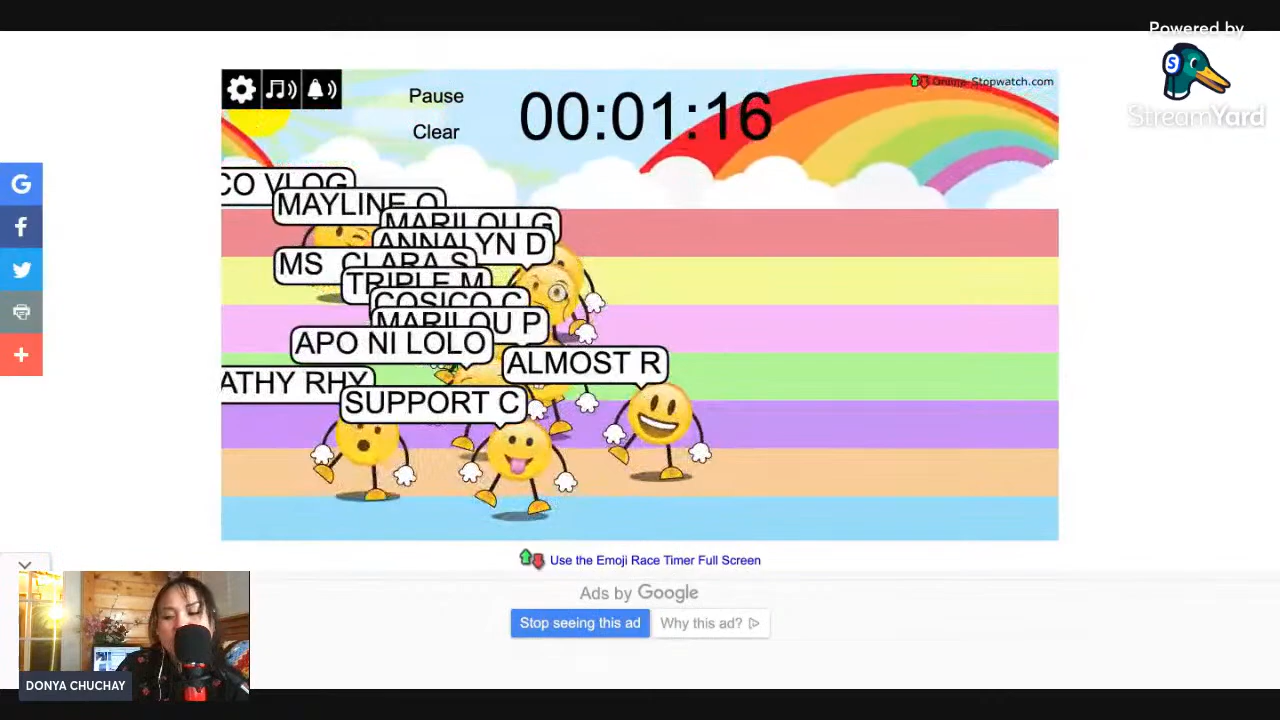 Powered by
StreamYard
Online-Stopwatch.com
Pause
00:01:16
Clear
CO VLOG
MAYLINE O
MARILOU G
ANNALYN D
MS CLARA S
TRIPLE M
COSICO C
MARILOU P
APO NI LOLO
ALMOST R
ATHY RHY
SUPPORT C
Use the Emoji Race Timer Full Screen
Ads by Google
Stop seeing this ad
Why this ad?
DONYA CHUCHAY